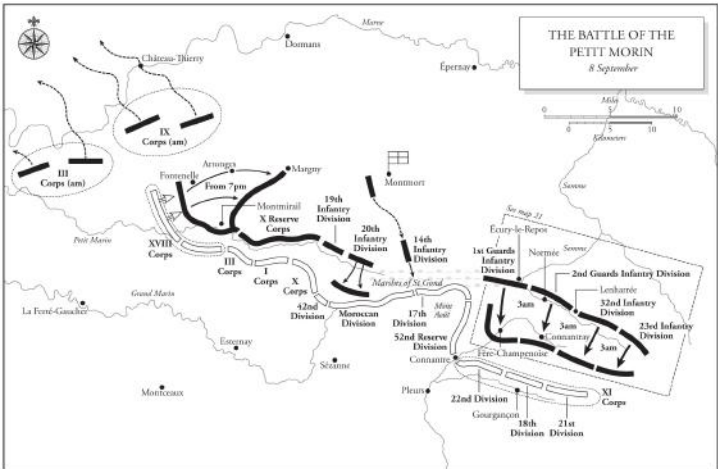 THE BATTLE OF THE
PETIT MORIN
8 September
Miles
0
10
0
5
10
Kilometers
Marne
Dormans
Château-Thierry
Épernay
IX
Corps (am)
III
Corps (am)
Fontenelle
Artonges
Margny
From 7pm
Montmirail
X Reserve
Corps
19th
Infantry
Division
20th
Infantry
Division
Montmort
14th
Infantry
Division
Somme
See map 21
Écury-le-Repos
Normée
Somme
1st Guards
Infantry
Division
2nd Guards Infantry Division
Lenharrée
32nd Infantry
Division
23rd Infantry
Division
3am
3am
3am
Connantray
Fère-Champenoise
Petit Morin
XVIII
Corps
III
Corps
I
Corps
X
Corps
42nd
Division
Moroccan
Division
Marshes of St Gond
17th
Division
Mont
Août
52nd Reserve
Division
Connantre
Grand Morin
La Ferté-Gaucher
Esternay
Sézanne
Montceaux
Pleurs
22nd Division
Gourgançon
18th
Division
21st
Division
XI
Corps